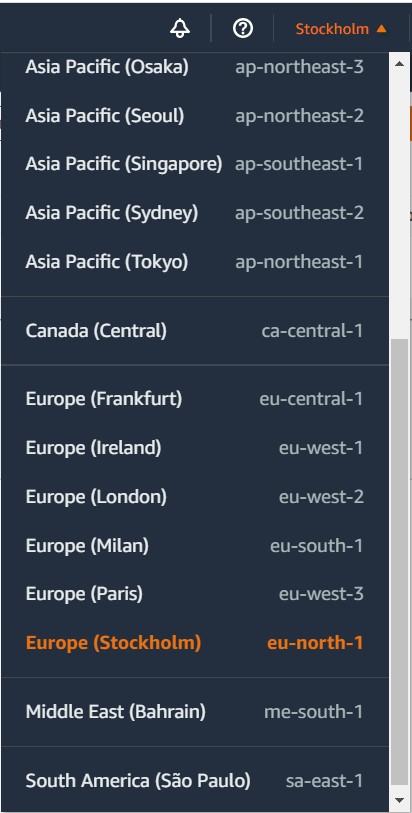 Stockholm
Asia Pacific (Osaka) ap-northeast-3
Asia Pacific (Seoul) ap-northeast-2
Asia Pacific (Singapore) ap-southeast-1
Asia Pacific (Sydney) ap-southeast-2
Asia Pacific (Tokyo) ap-northeast-1
Canada (Central) ca-central-1
Europe (Frankfurt) eu-central-1
Europe (Ireland) eu-west-1
Europe (London) eu-west-2
Europe (Milan) eu-south-1
Europe (Paris) eu-west-3
Europe (Stockholm) eu-north-1
Middle East (Bahrain) me-south-1
South America (São Paulo) sa-east-1